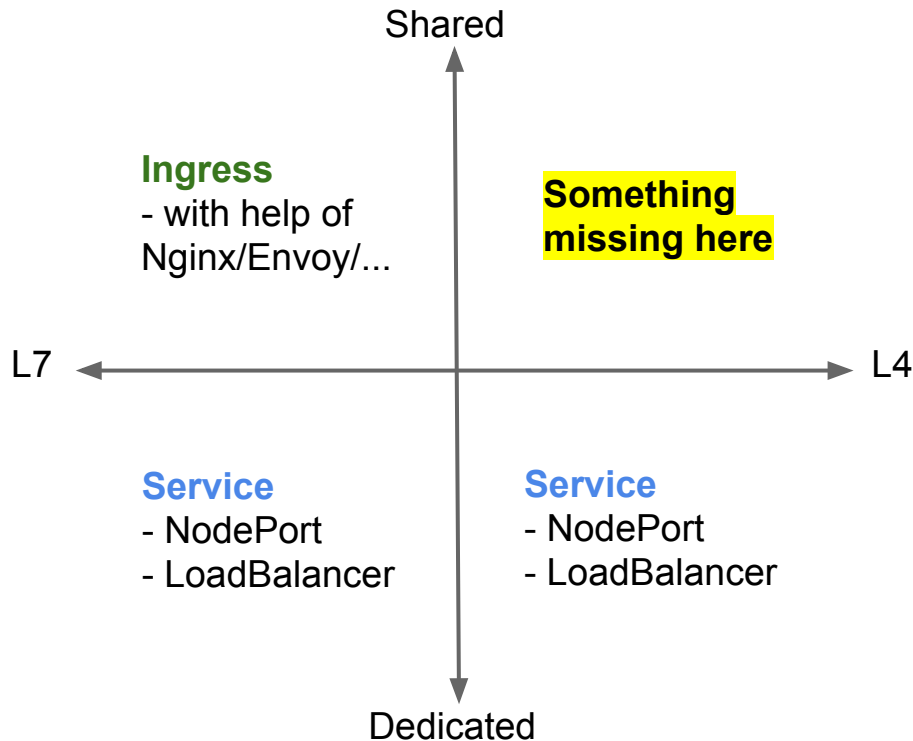 Shared
Ingress
- with help of
Nginx/Envoy/...
Something
missing here
L7
L4
Service
- NodePort
- LoadBalancer
Service
- NodePort
- LoadBalancer
Dedicated